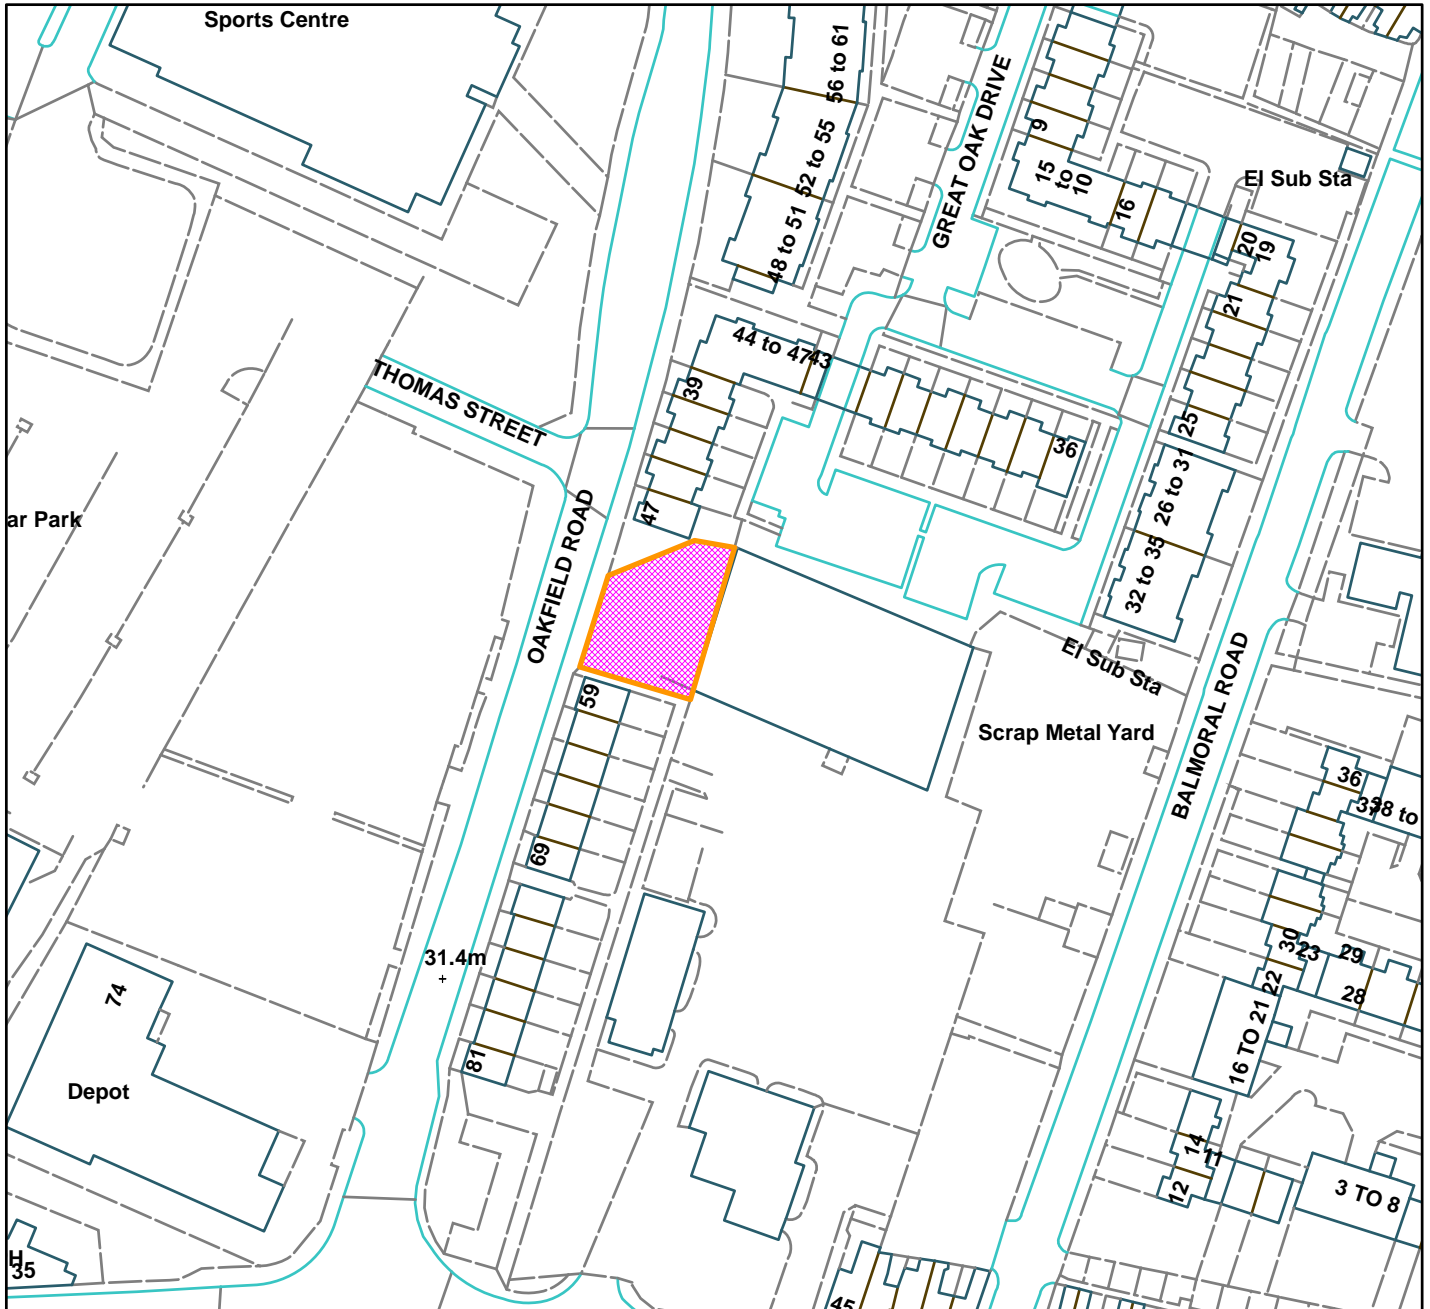 Sports Centre
56 to 61
GREAT OAK DRIVE
9
52 to 55
15
to
10
El Sub Sta
16
48 to 51
20
19
21
44 to 47
43
THOMAS STREET
39
25
36
26 to 31
47
ar Park
OAKFIELD ROAD
32 to 35
El Sub Sta
BALMORAL ROAD
59
Scrap Metal Yard
36
37
38 to
69
30
23
29
31.4m
22
28
74
16 TO 21
81
Depot
14
11
12
3 TO 8
H
35
45